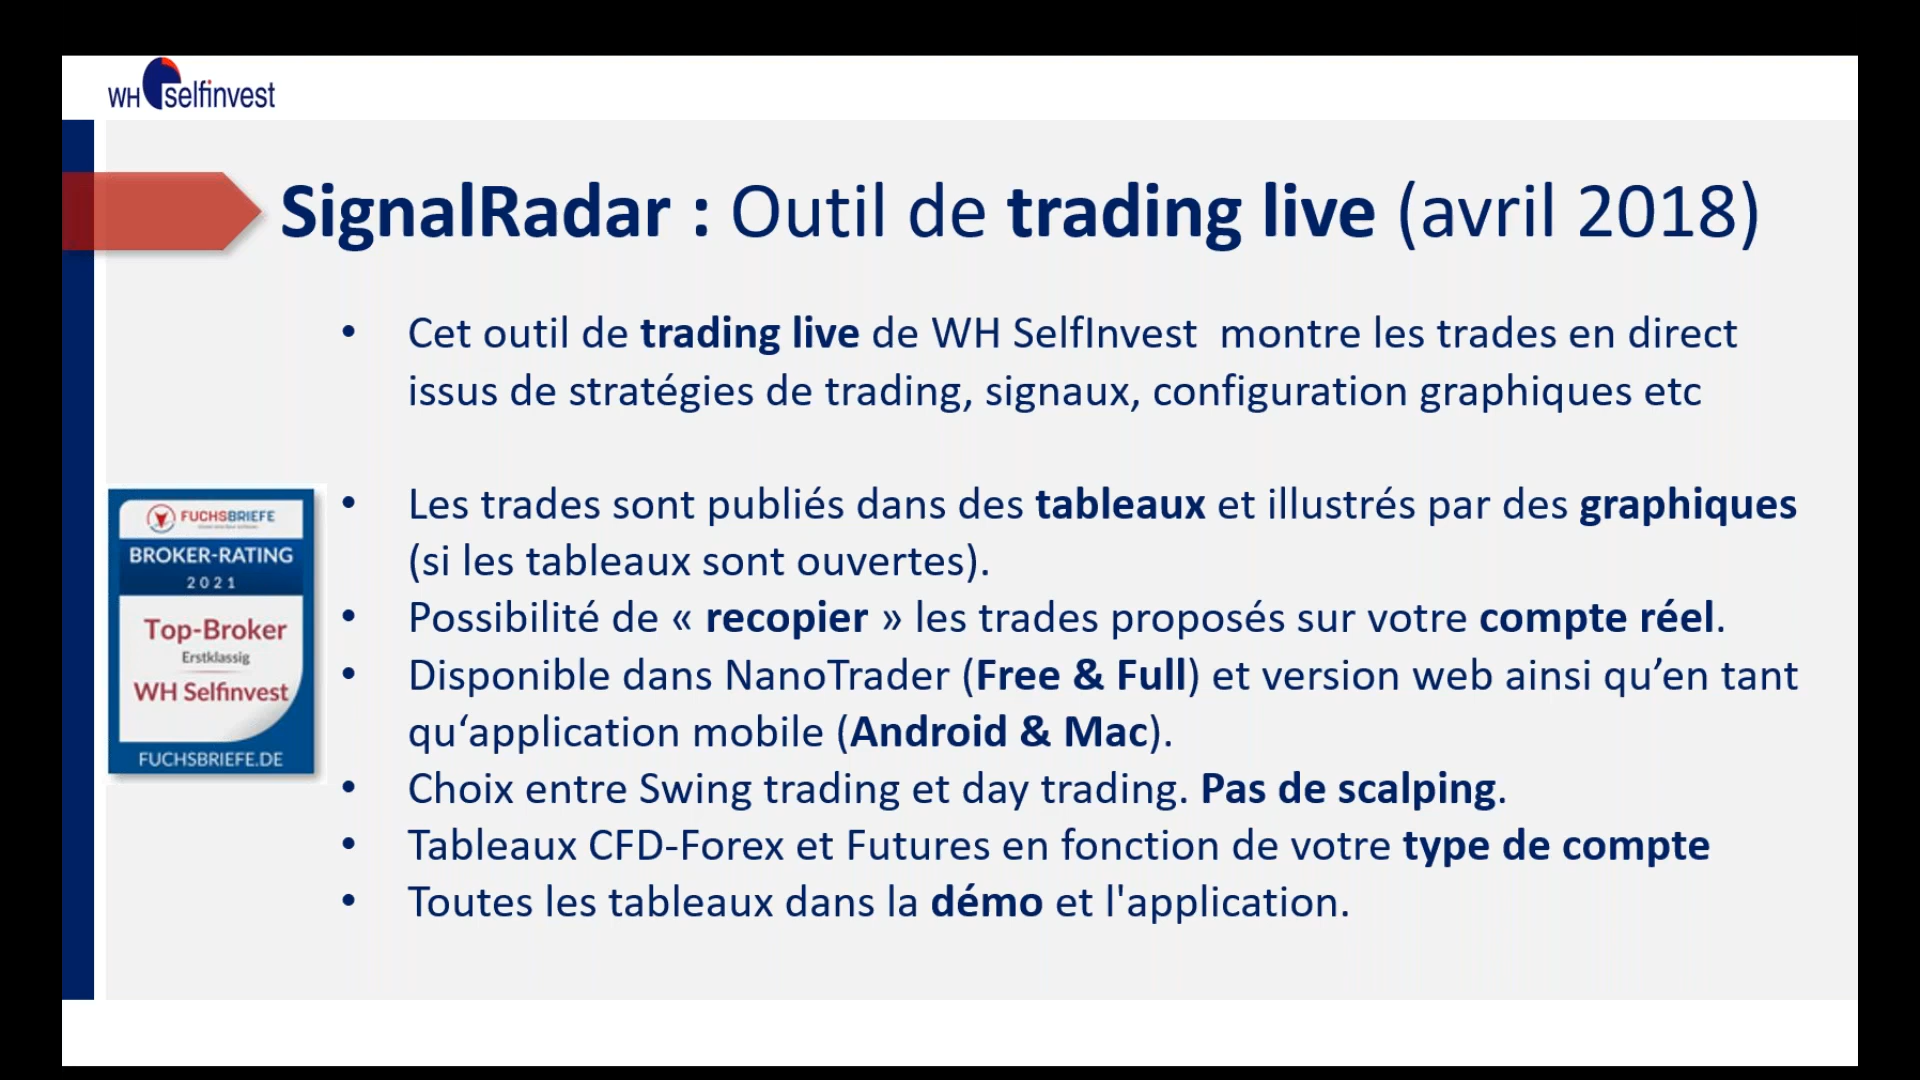 WH selfinvest
SignalRadar : Outil de trading live (avril 2018)
• Cet outil de trading live de WH SelfInvest  montre les trades en direct
issus de stratégies de trading, signaux, configuration graphiques etc
• Les trades sont publiés dans des tableaux et illustrés par des graphiques
(si les tableaux sont ouvertes).
• Possibilité de « recopier » les trades proposés sur votre compte réel.
• Disponible dans NanoTrader (Free & Full) et version web ainsi qu’en tant
qu‘application mobile (Android & Mac).
• Choix entre Swing trading et day trading. Pas de scalping.
• Tableaux CFD-Forex et Futures en fonction de votre type de compte
• Toutes les tableaux dans la démo et l'application.
FUCHSBRIEFE
BROKER-RATING
2021
Top-Broker
Erstklassig
WH Selfinvest
FUCHSBRIEFE.DE